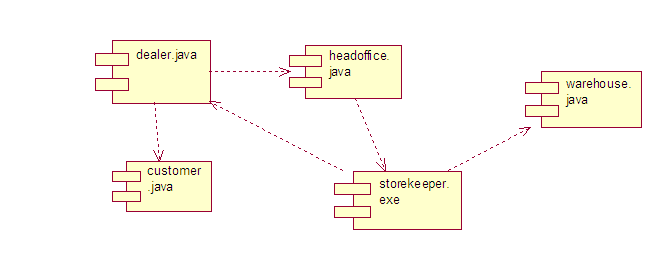 dealer.java
headoffice.
java
warehouse.
java
customer
.java
storekeeper.
exe